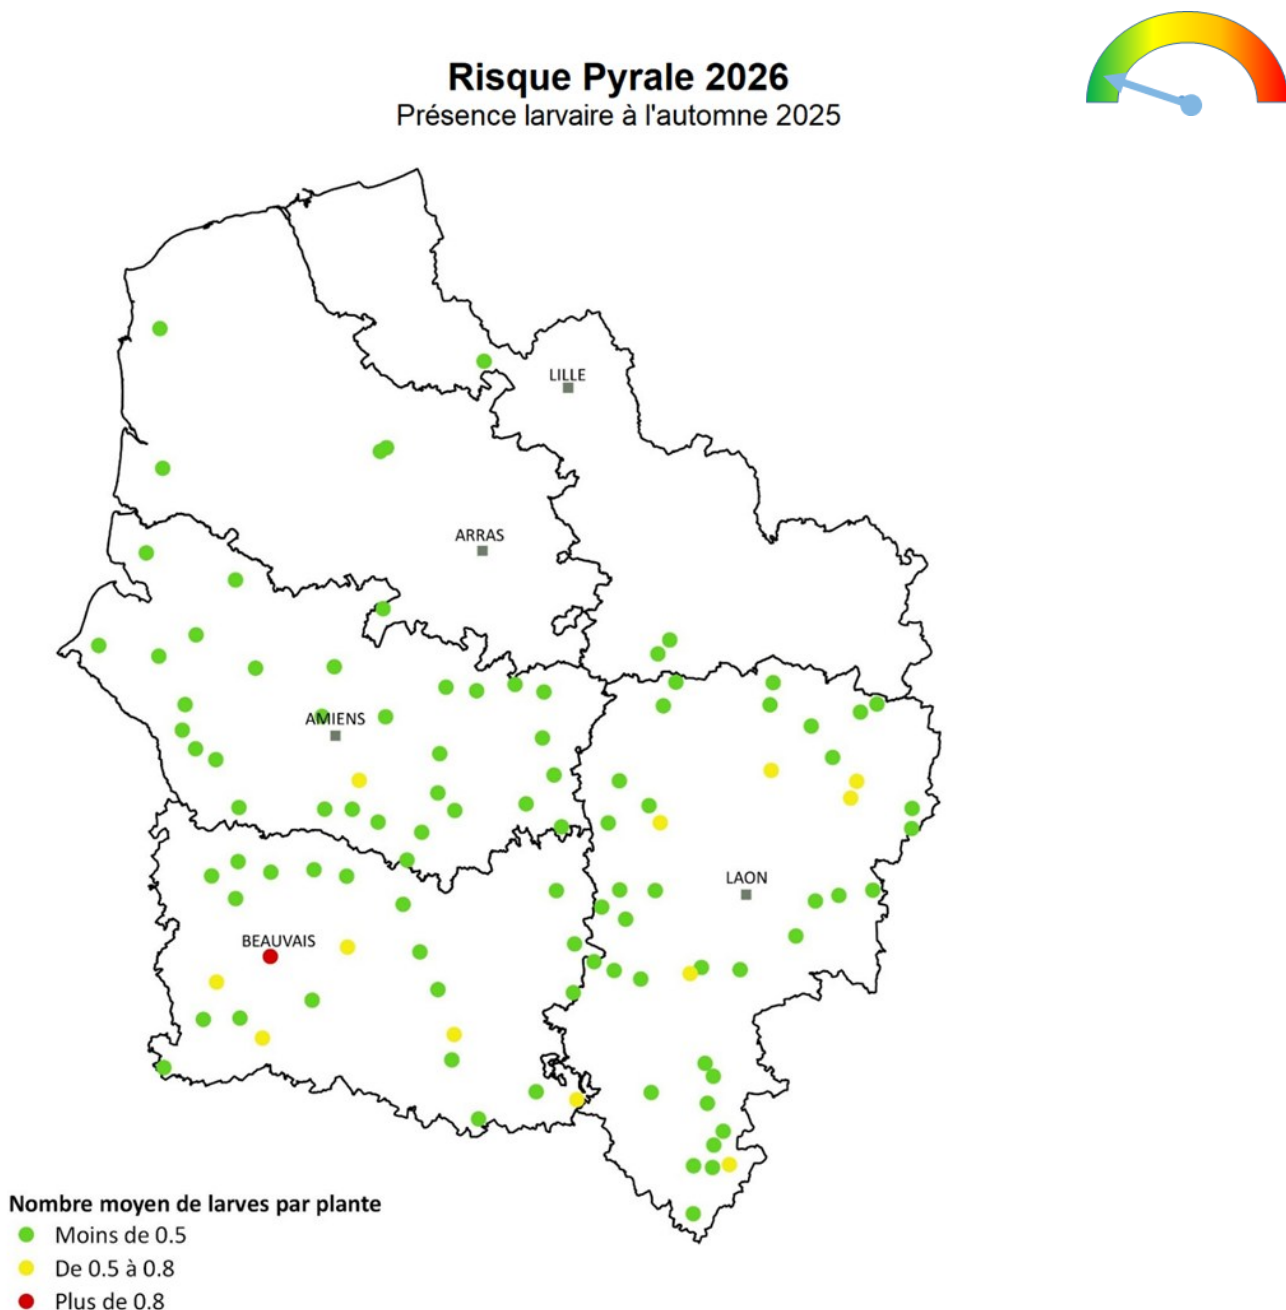 Risque Pyrale 2026
Présence larvaire à l'automne 2025
LILLE
ARRAS
AMIENS
LAON
BEAUVAIS
Nombre moyen de larves par plante
Moins de 0.5
De 0.5 à 0.8
Plus de 0.8